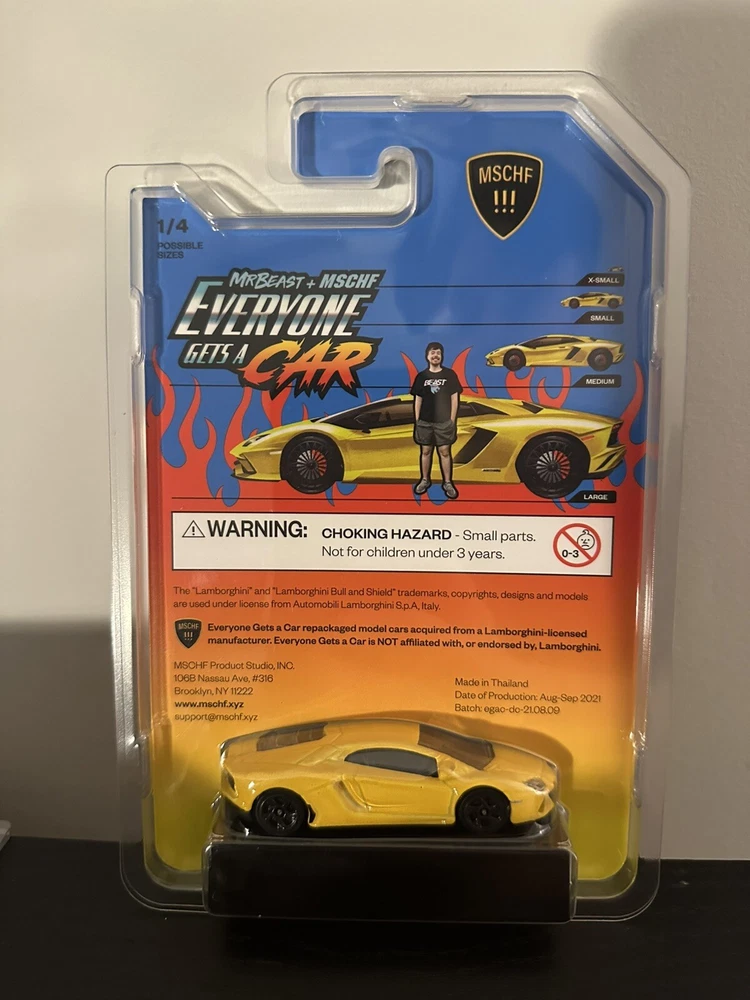 MSCHF
!!!
1/4
POSSIBLE
SIZES
MRBEAST + MSCHF
EVERYONE
GETS A CAR
X-SMALL
SMALL
MEDIUM
BEAST
LARGE
⚠ WARNING: CHOKING HAZARD - Small parts.
Not for children under 3 years.
0-3
The "Lamborghini" and "Lamborghini Bull and Shield" trademarks, copyrights, designs and models
are used under license from Automobili Lamborghini S.p.A, Italy.
MSCHF
!!!
Everyone Gets a Car repackaged model cars acquired from a Lamborghini-licensed
manufacturer. Everyone Gets a Car is NOT affiliated with, or endorsed by, Lamborghini.
MSCHF Product Studio, INC.
106B Nassau Ave, #316
Brooklyn, NY 11222
www.mschf.xyz
support@mschf.xyz
Made in Thailand
Date of Production: Aug-Sep 2021
Batch: egac-dc-21.08.09